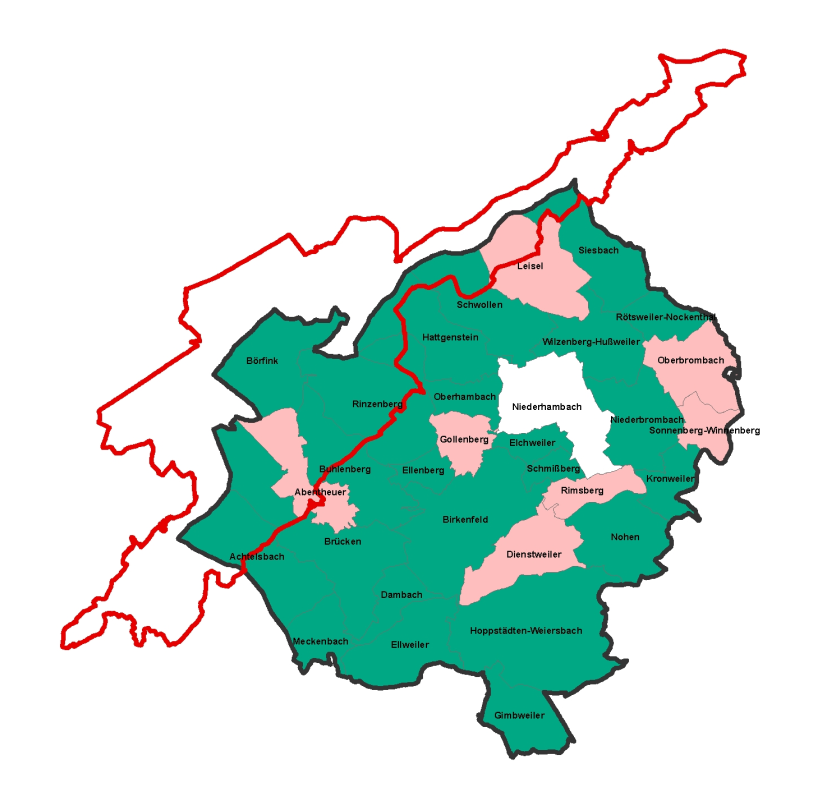 Siesbach
Leisel
Schwollen
Rötsweiler-Nockenthal
Hattgenstein
Wilzenberg-Hußweiler
Börfink
Oberbrombach
Oberhambach
Rinzenberg
Niederhambach
Niederbrombach
Sonnenberg-Winnenberg
Gollenberg
Elchweiler
Buhlenberg
Ellenberg
Schmißberg
Kronweiler
Abentheuer
Rimsberg
Birkenfeld
Nohen
Brücken
Achtelsbach
Dienstweiler
Dambach
Hoppstädten-Weiersbach
Meckenbach
Ellweiler
Gimbweiler